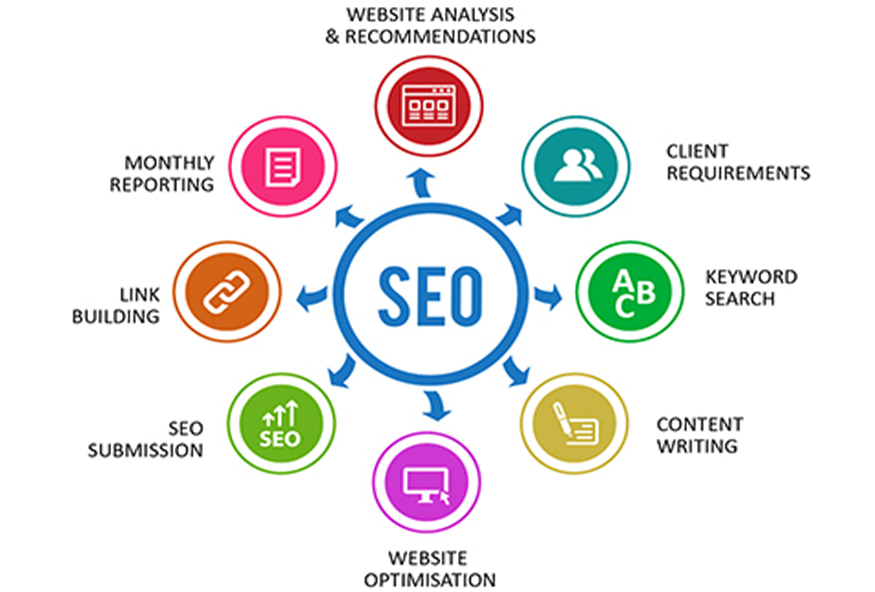 WEBSITE ANALYSIS
& RECOMMENDATIONS
CLIENT
REQUIREMENTS
KEYWORD
SEARCH
A
B
C
CONTENT
WRITING
WEBSITE
OPTIMISATION
SEO
SUBMISSION
SEO
LINK
BUILDING
MONTHLY
REPORTING
SEO